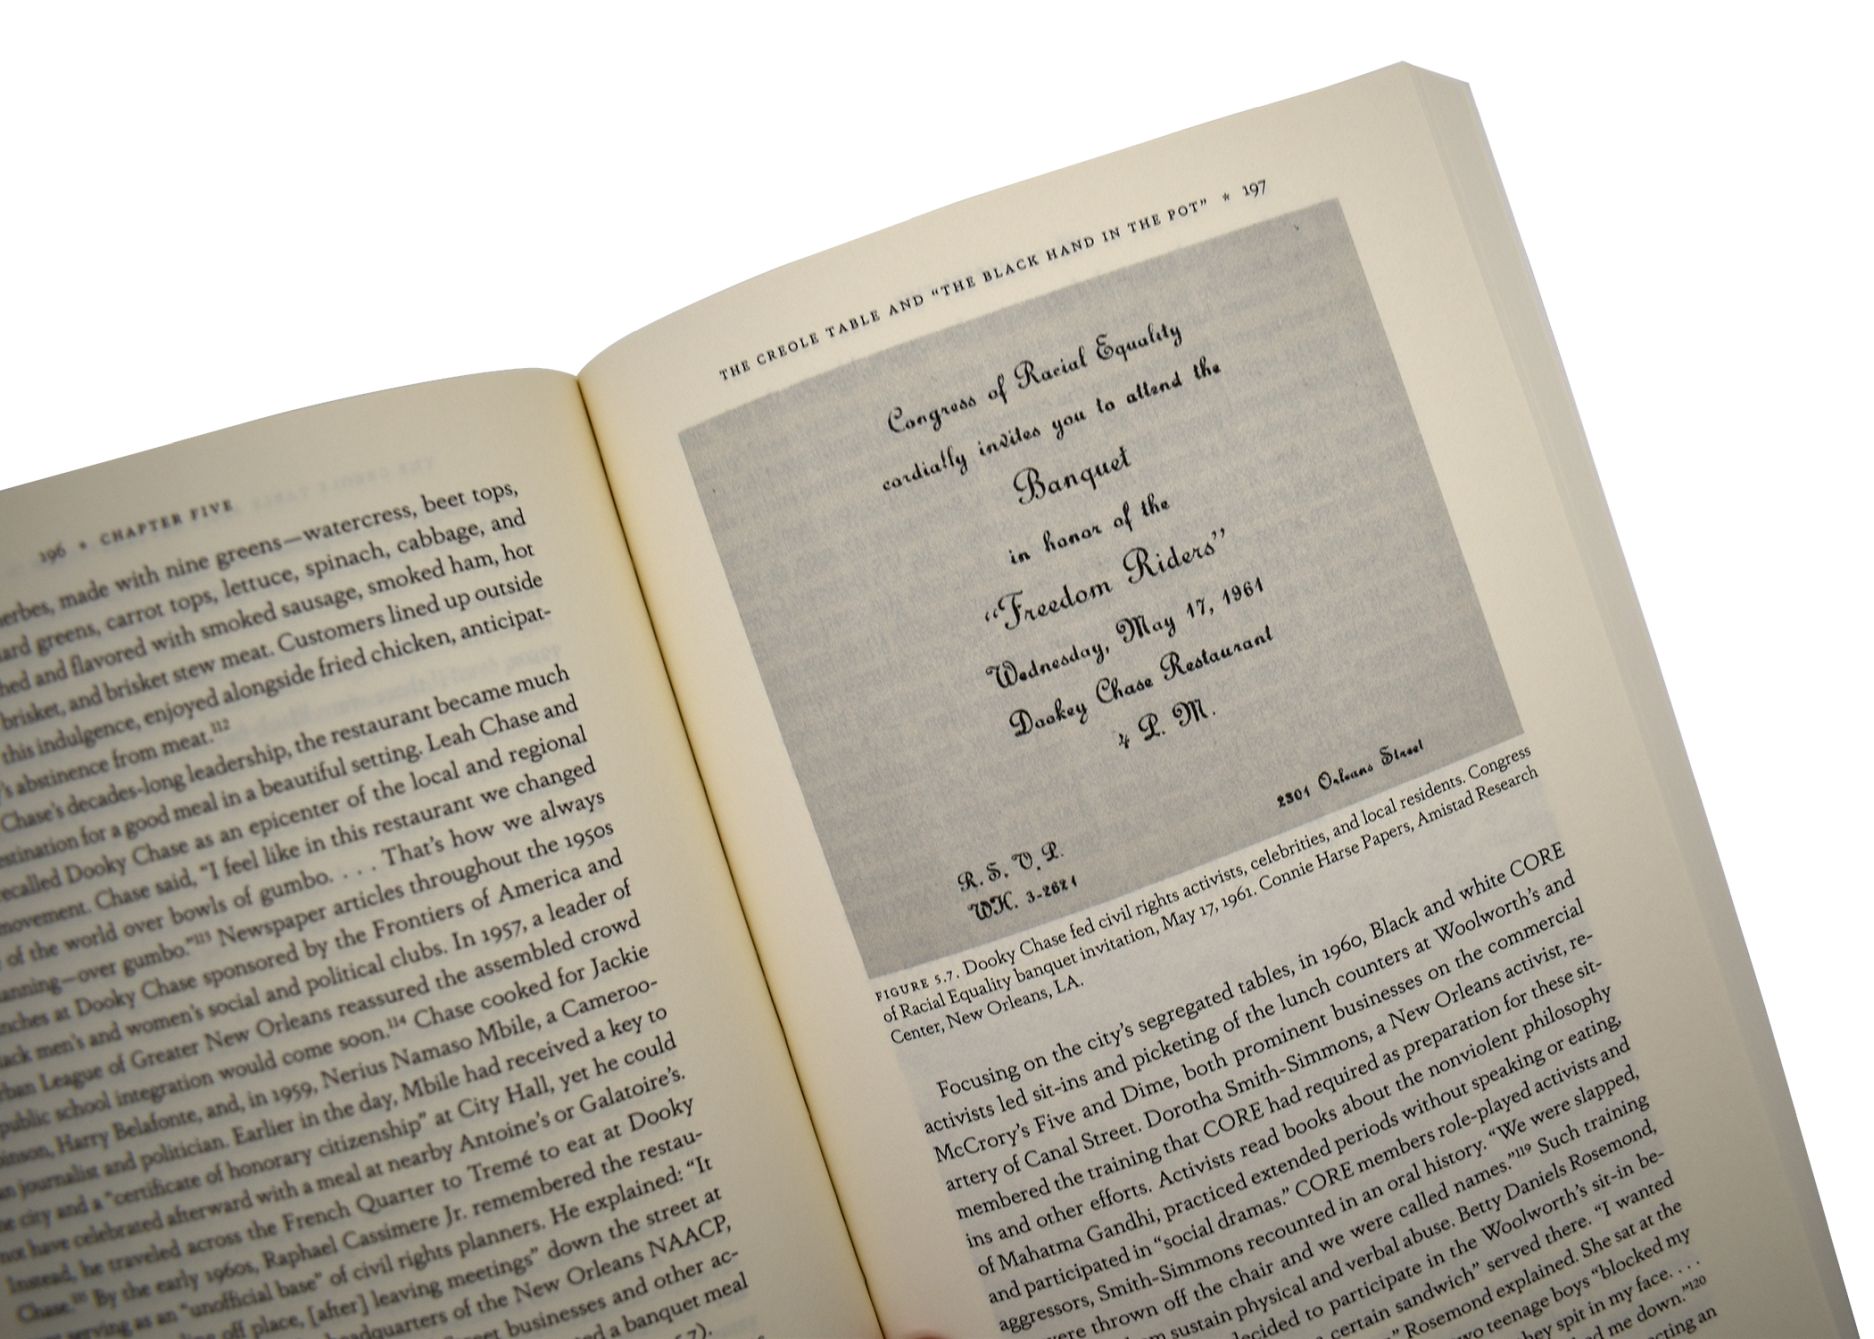 196 * CHAPTER FIVE
herbes, made with nine greens—watercress, beet tops,
ard greens, carrot tops, lettuce, spinach, cabbage, and
hed and flavored with smoked sausage, smoked ham, hot
brisket, and brisket stew meat. Customers lined up outside
this indulgence, enjoyed alongside fried chicken, anticipat-
's abstinence from meat.112
Chase's decades-long leadership, the restaurant became much
estination for a good meal in a beautiful setting. Leah Chase and
recalled Dooky Chase as an epicenter of the local and regional
movement. Chase said, "I feel like in this restaurant we changed
of the world over bowls of gumbo. . . . That's how we always
anning—over gumbo."113 Newspaper articles throughout the 1950s
nches at Dooky Chase sponsored by the Frontiers of America and
lack men's and women's social and political clubs. In 1957, a leader of
rban League of Greater New Orleans reassured the assembled crowd
public school integration would come soon.114 Chase cooked for Jackie
binson, Harry Belafonte, and, in 1959, Nerius Namaso Mbile, a Cameroo-
an journalist and politician. Earlier in the day, Mbile had received a key to
he city and a "certificate of honorary citizenship" at City Hall, yet he could
not have celebrated afterward with a meal at nearby Antoine's or Galatoire's.
Instead, he traveled across the French Quarter to Tremé to eat at Dooky
Chase. By the early 1960s, Raphael Cassimere Jr. remembered the restau-
serving as an "unofficial base" of civil rights planners. He explained: "It
off place, [after] leaving meetings" down the street at
headquarters of the New Orleans NAACP,
businesses and other ac-
a banquet meal
5.7).
THE CREOLE TABLE AND "THE BLACK HAND IN THE POT" * 197
Congress of Racial Equality
cordially invites you to attend the
Banquet
in honor of the
"Freedom Riders"
Wednesday, May 17, 1961
Dookey Chase Restaurant
4 P. M.
2301 Orleans Street
R. S. V. P.
WH. 3-2621
FIGURE 5.7. Dooky Chase fed civil rights activists, celebrities, and local residents. Congress
of Racial Equality banquet invitation, May 17, 1961. Connie Harse Papers, Amistad Research
Center, New Orleans, LA.
Focusing on the city's segregated tables, in 1960, Black and white CORE
activists led sit-ins and picketing of the lunch counters at Woolworth's and
McCrory's Five and Dime, both prominent businesses on the commercial
artery of Canal Street. Dorotha Smith-Simmons, a New Orleans activist, re-
membered the training that CORE had required as preparation for these sit-
ins and other efforts. Activists read books about the nonviolent philosophy
of Mahatma Gandhi, practiced extended periods without speaking or eating,
and participated in "social dramas." CORE members role-played activists and
aggressors, Smith-Simmons recounted in an oral history. "We were slapped,
were thrown off the chair and we were called names."119 Such training
sustain physical and verbal abuse. Betty Daniels Rosemond,
decided to participate in the Woolworth's sit-in be-
certain sandwich" served there. "I wanted
Rosemond explained. She sat at the
two teenage boys "blocked my
they spit in my face. . . .
me down."120
an